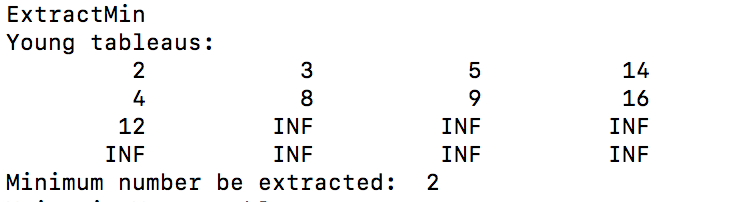 ExtractMin
Young tableaus:
2 3 5 14
4 8 9 16
12 INF INF INF
INF INF INF INF
Minimum number be extracted: 2